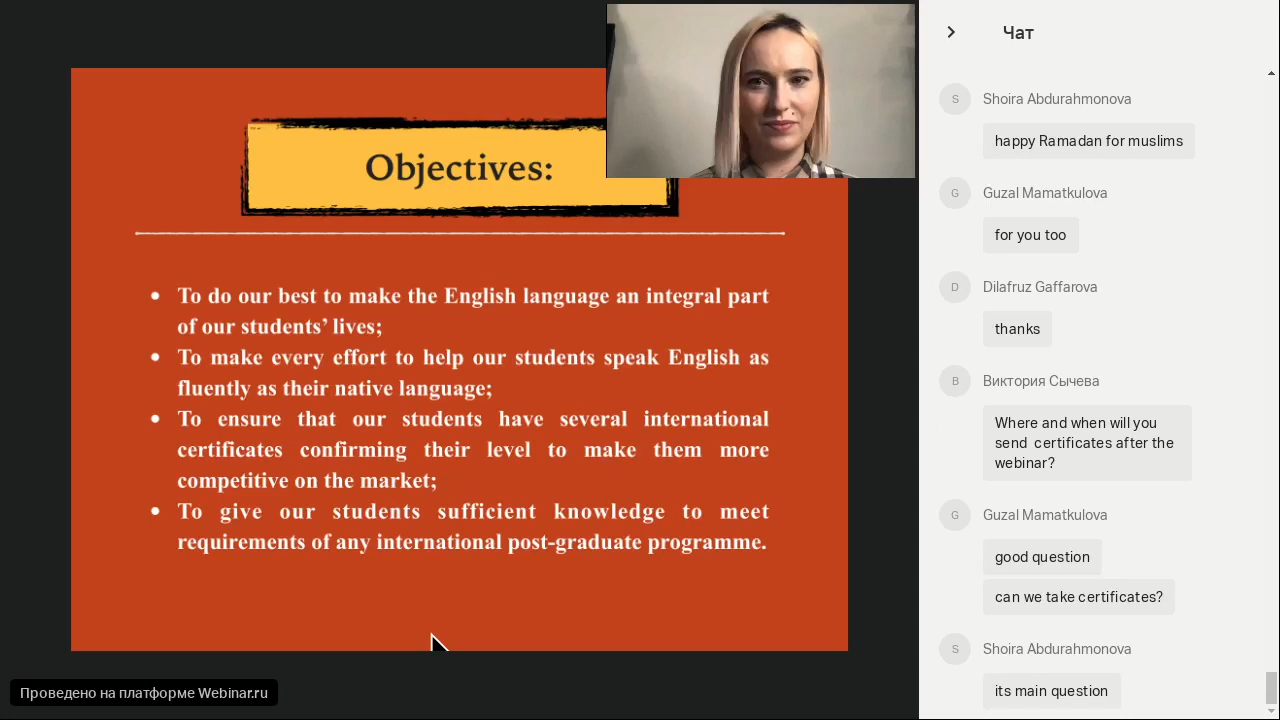 Objectives:
To do our best to make the English language an integral part
of our students’ lives;
To make every effort to help our students speak English as
fluently as their native language;
To ensure that our students have several international
certificates confirming their level to make them more
competitive on the market;
To give our students sufficient knowledge to meet
requirements of any international post-graduate programme.
Проведено на платформе Webinar.ru
Чат
S
Shoira Abdurahmonova
happy Ramadan for muslims
G
Guzal Mamatkulova
for you too
D
Dilafruz Gaffarova
thanks
В
Виктория Сычева
Where and when will you
send certificates after the
webinar?
G
Guzal Mamatkulova
good question
can we take certificates?
S
Shoira Abdurahmonova
its main question